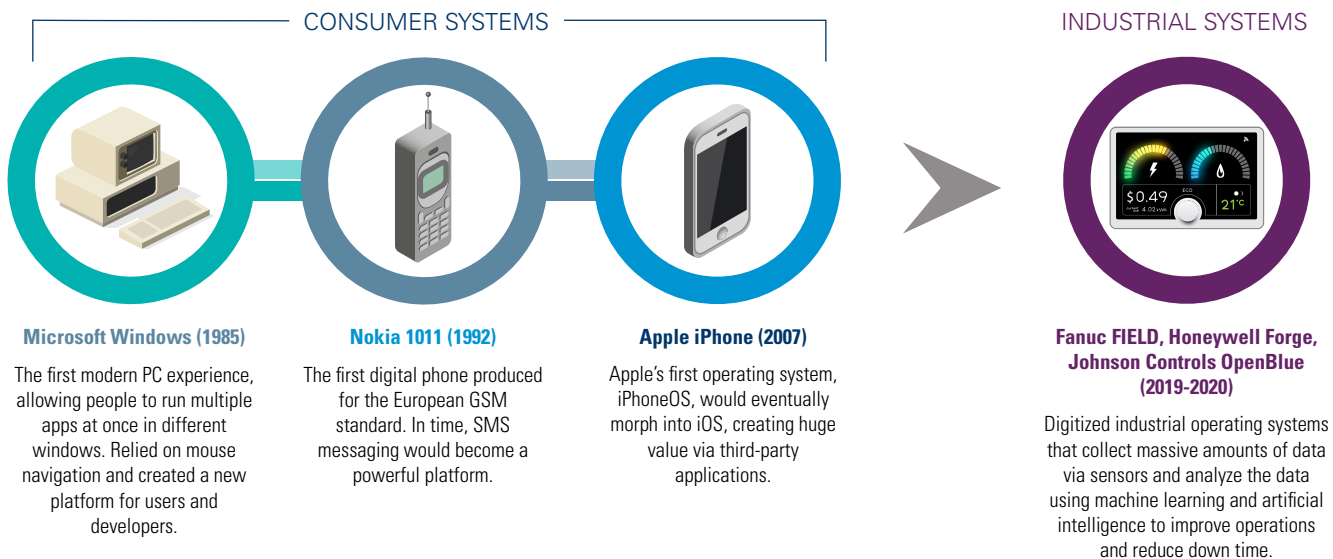 CONSUMER SYSTEMS
INDUSTRIAL SYSTEMS
Microsoft Windows (1985)
The first modern PC experience,
allowing people to run multiple
apps at once in different
windows. Relied on mouse
navigation and created a new
platform for users and
developers.
Nokia 1011 (1992)
The first digital phone produced
for the European GSM
standard. In time, SMS
messaging would become a
powerful platform.
Apple iPhone (2007)
Apple's first operating system,
iPhoneOS, would eventually
morph into iOS, creating huge
value via third-party
applications.
$0.49
4.02 kWh
ECO
21°C
Fanuc FIELD, Honeywell Forge,
Johnson Controls OpenBlue
(2019-2020)
Digitized industrial operating systems
that collect massive amounts of data
via sensors and analyze the data
using machine learning and artificial
intelligence to improve operations
and reduce down time.